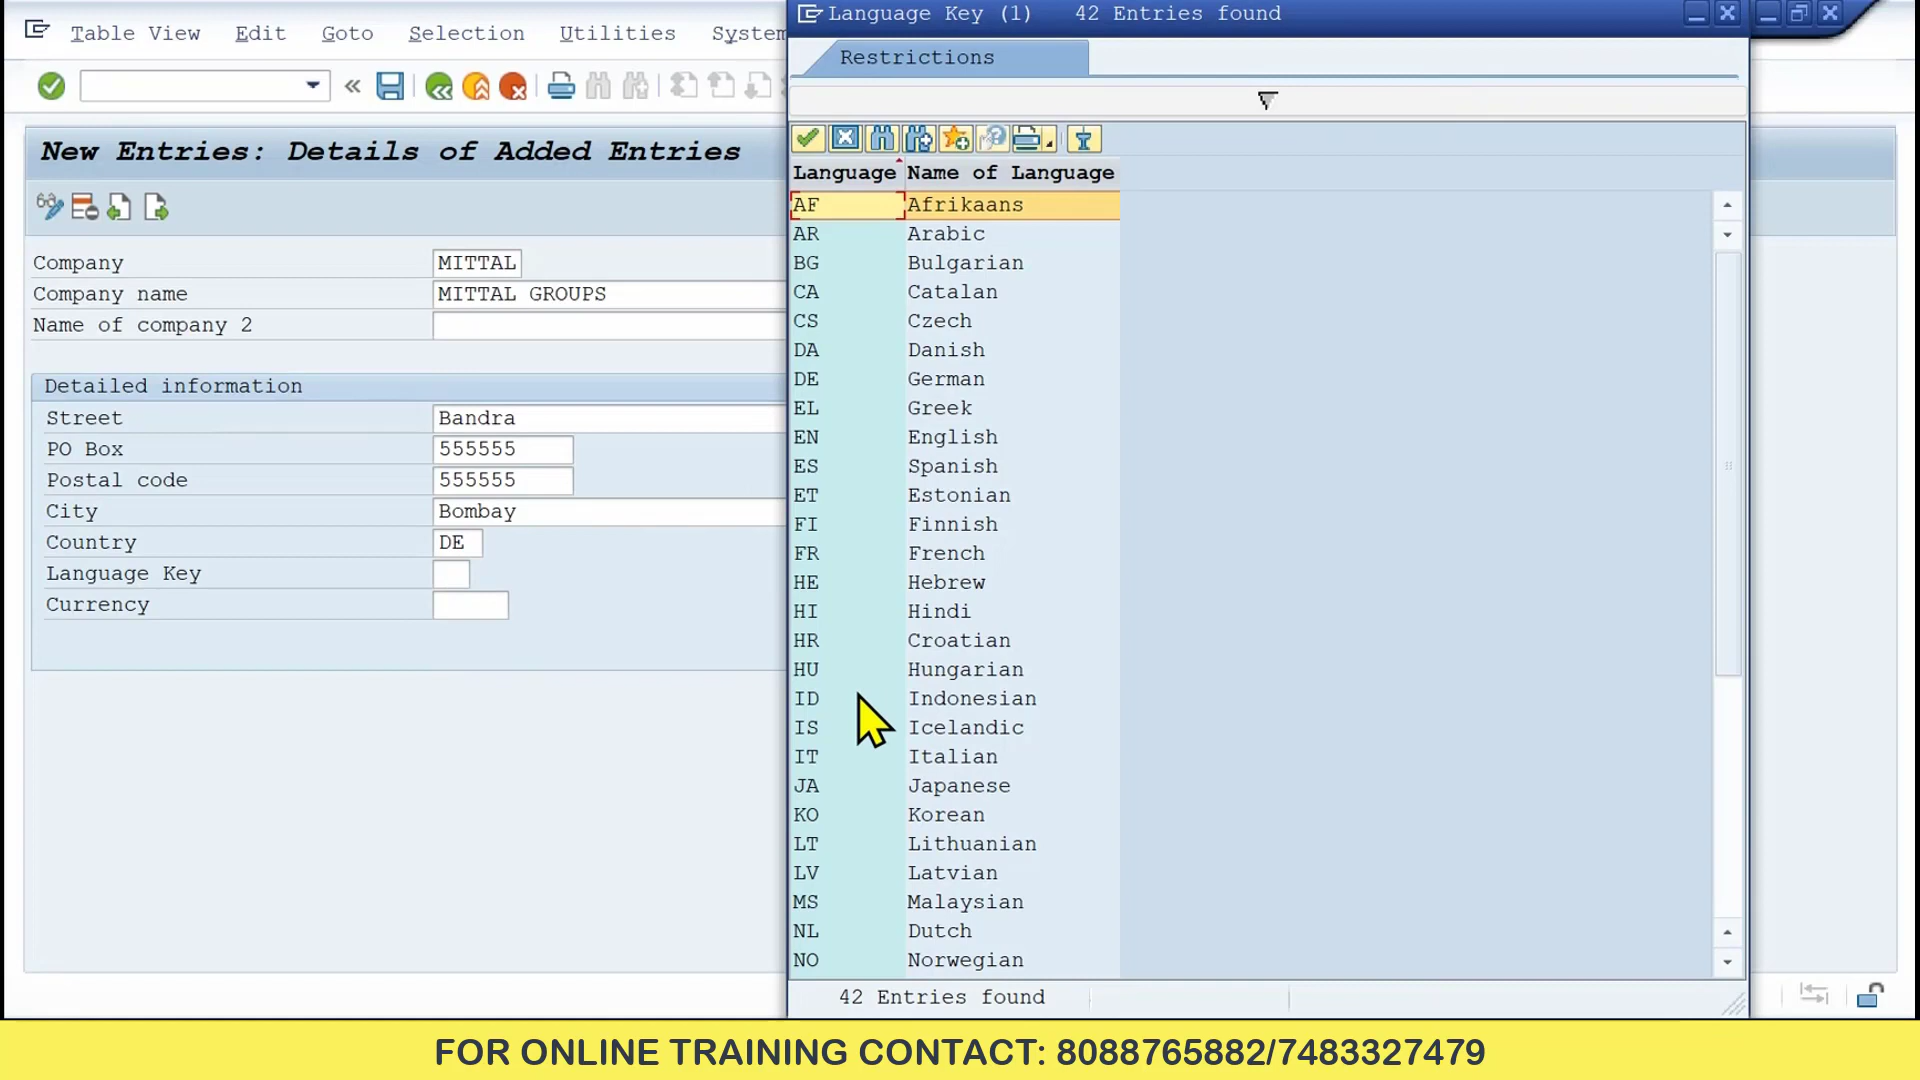 Table View Edit Goto Selection Utilities System
New Entries: Details of Added Entries
Company MITTAL
Company name MITTAL GROUPS
Name of company 2
Detailed information
Street Bandra
PO Box 555555
Postal code 555555
City Bombay
Country DE
Language Key
Currency
Language Key (1) 42 Entries found
Restrictions
Language Name of Language
AF Afrikaans
AR Arabic
BG Bulgarian
CA Catalan
CS Czech
DA Danish
DE German
EL Greek
EN English
ES Spanish
ET Estonian
FI Finnish
FR French
HE Hebrew
HI Hindi
HR Croatian
HU Hungarian
ID Indonesian
IS Icelandic
IT Italian
JA Japanese
KO Korean
LT Lithuanian
LV Latvian
MS Malaysian
NL Dutch
NO Norwegian
42 Entries found
FOR ONLINE TRAINING CONTACT: 8088765882/7483327479